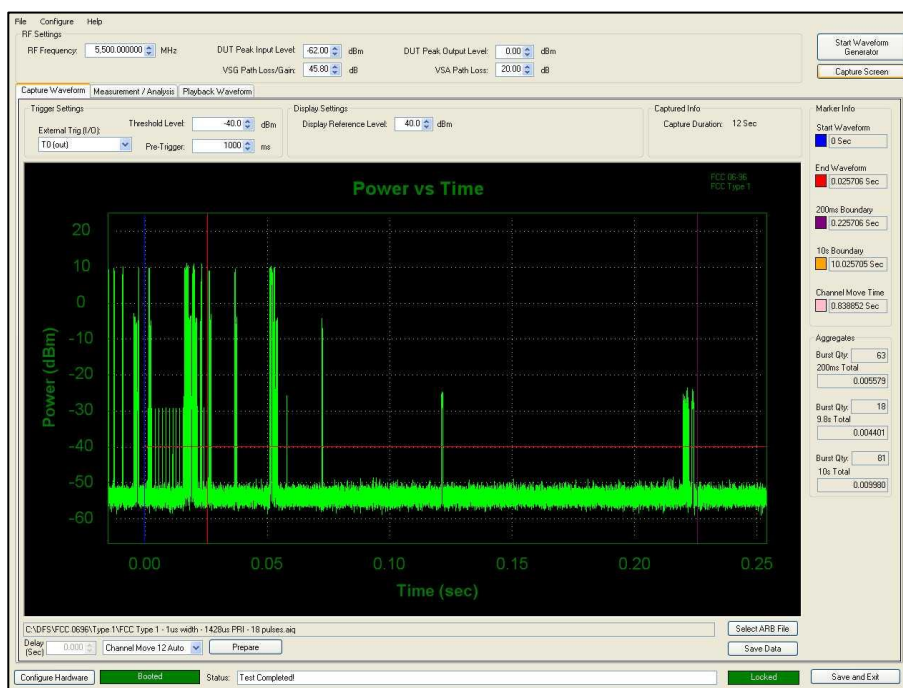 File Configure Help
RF Settings
RF Frequency: 5,500.000000 MHz DUT Peak Input Level: -62.00 dBm DUT Peak Output Level: 0.00 dBm
VSG Path Loss/Gain: 45.80 dB VSA Path Loss: 20.00 dB
Start Waveform Generator
Capture Screen
Capture Waveform Measurement / Analysis Playback Waveform
Trigger Settings
External Trig (I/O): T0 (out)
Threshold Level: -40.0 dBm
Pre-Trigger: 1000 ms
Display Settings
Display Reference Level: 40.0 dBm
Captured Info
Capture Duration: 12 Sec
Marker Info
Start Waveform
0 Sec
End Waveform
0.025706 Sec
200ms Boundary
0.225706 Sec
10s Boundary
10.025705 Sec
Channel Move Time
0.838852 Sec
Aggregates
Burst Qty: 63
200ms Total
0.005579
Burst Qty: 18
9.8s Total
0.004401
Burst Qty: 81
10s Total
0.009980
Power vs Time
FCC 06-96
FCC Type 1
Power (dBm)
20
10
0
-10
-20
-30
-40
-50
-60
0.00 0.05 0.10 0.15 0.20 0.25
Time (sec)
C:\DFS\FCC 0696\Type 1\FCC Type 1 - 1us width - 1428us PRI - 18 pulses.aiq
Select ARB File
Delay (Sec) 0.000 Channel Move 12 Auto Prepare
Save Data
Configure Hardware Booted Status: Test Completed! Locked Save and Exit